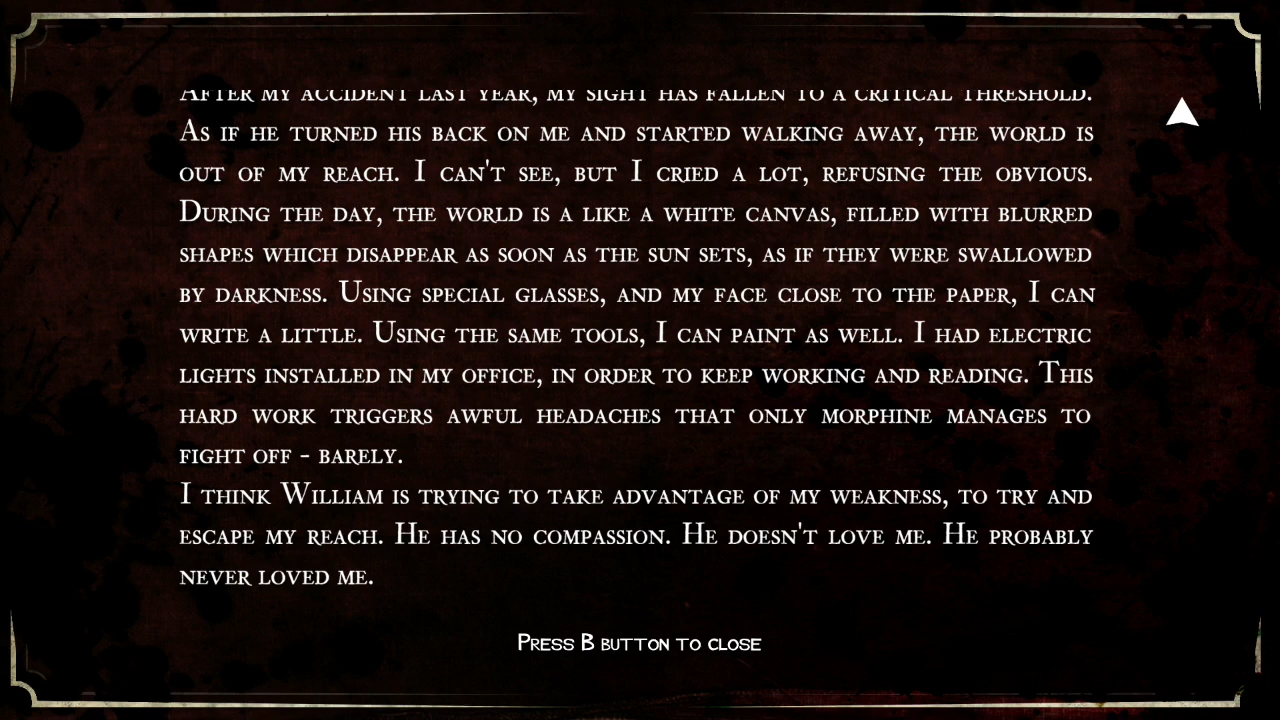 After my accident last year, my sight has fallen to a critical threshold.
As if he turned his back on me and started walking away, the world is
out of my reach. I can't see, but I cried a lot, refusing the obvious.
During the day, the world is a like a white canvas, filled with blurred
shapes which disappear as soon as the sun sets, as if they were swallowed
by darkness. Using special glasses, and my face close to the paper, I can
write a little. Using the same tools, I can paint as well. I had electric
lights installed in my office, in order to keep working and reading. This
hard work triggers awful headaches that only morphine manages to
fight off - barely.
I think William is trying to take advantage of my weakness, to try and
escape my reach. He has no compassion. He doesn't love me. He probably
never loved me.
Press B button to close